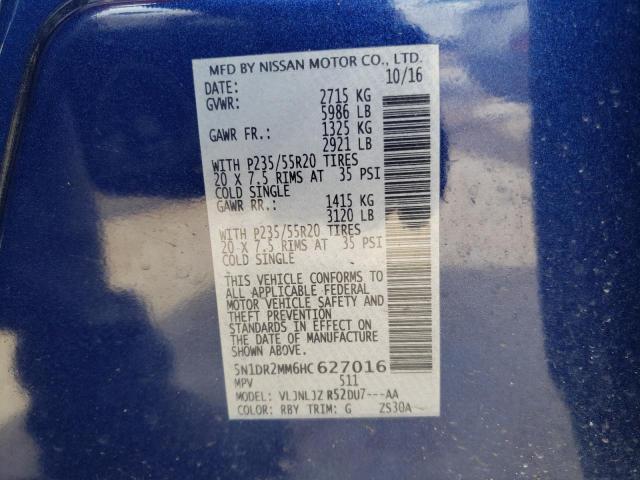 MFD BY NISSAN MOTOR CO., LTD.
DATE: 10/16
GVWR: 2715 KG
5986 LB
GAWR FR.: 1325 KG
2921 LB
WITH P235/55R20 TIRES
20 X 7.5 RIMS AT 35 PSI
COLD SINGLE
GAWR RR.: 1415 KG
3120 LB
WITH P235/55R20 TIRES
20 X 7.5 RIMS AT 35 PSI
COLD SINGLE
THIS VEHICLE CONFORMS TO
ALL APPLICABLE FEDERAL
MOTOR VEHICLE SAFETY AND
THEFT PREVENTION
STANDARDS IN EFFECT ON
THE DATE OF MANUFACTURE
SHOWN ABOVE.
5N1DR2MM6HC 627016
MPV 511
MODEL: VLJNLJZ R52DU7---AA
COLOR: RBY TRIM: G ZS30A